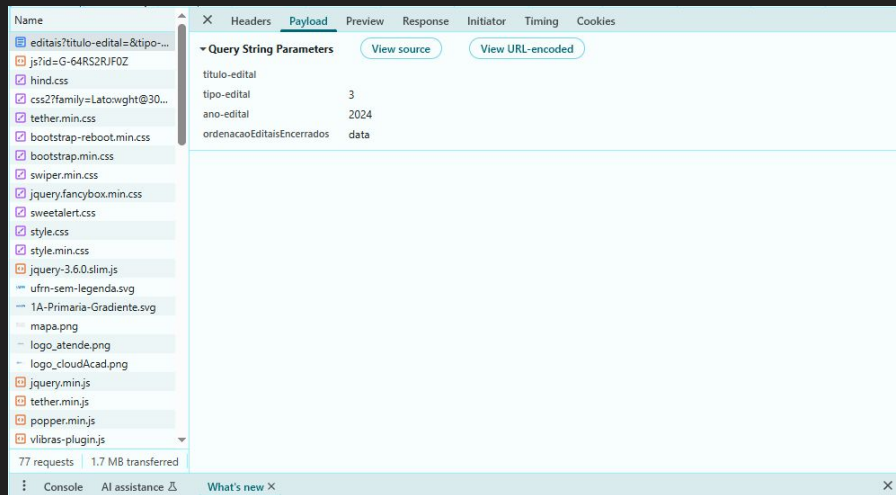 Name
editais?titulo-edital=&tipo-...
js?id=G-64RS2RJF0Z
hind.css
css2?family=Lato:wght@30...
tether.min.css
bootstrap-reboot.min.css
bootstrap.min.css
swiper.min.css
jquery.fancybox.min.css
sweetalert.css
style.css
style.min.css
jquery-3.6.0.slim.js
ufrn-sem-legenda.svg
1A-Primaria-Gradiente.svg
mapa.png
logo_atende.png
logo_cloudAcad.png
jquery.min.js
tether.min.js
popper.min.js
vlibras-plugin.js
77 requests 1.7 MB transferred
Headers Payload Preview Response Initiator Timing Cookies
Query String Parameters View source View URL-encoded
titulo-edital
tipo-edital 3
ano-edital 2024
ordenacaoEditaisEncerrados data
Console AI assistance What's new